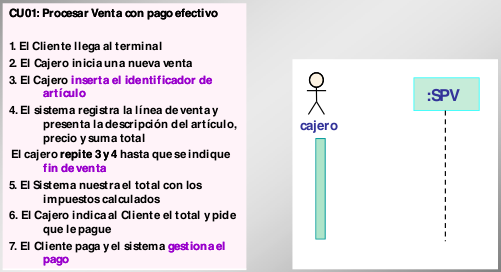 CU01: Procesar Venta con pago efectivo
1. El Cliente llega al terminal
2. El Cajero inicia una nueva venta
3. El Cajero inserta el identificador de
artículo
4. El sistema registra la línea de venta y
presenta la descripción del artículo,
precio y suma total
El cajero repite 3 y 4 hasta que se indique
fin de venta
5. El Sistema nuestra el total con los
impuestos calculados
6. El Cajero indica al Cliente el total y pide
que le pague
7. El Cliente paga y el sistema gestiona el
pago
cajero
:SPV